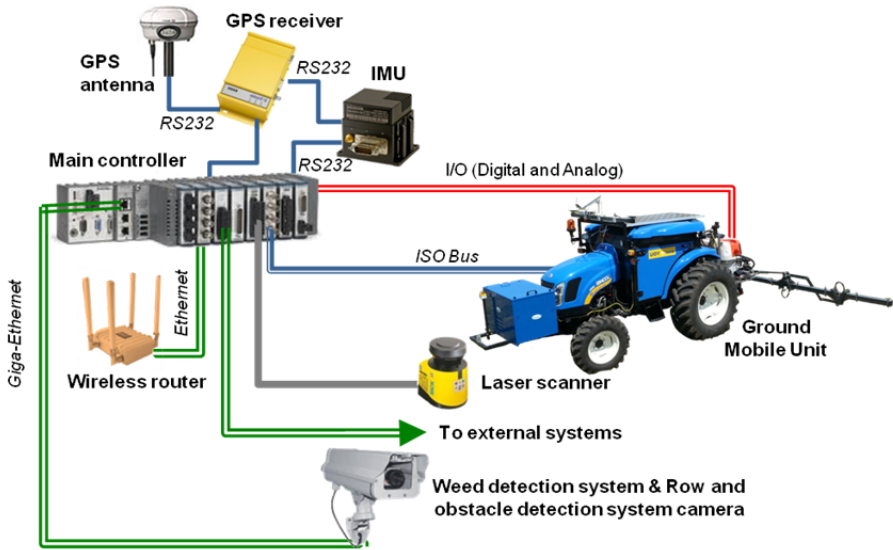 GPS receiver
GPS
antenna
RS232
IMU
RS232
RS232
Main controller
I/O (Digital and Analog)
ISO Bus
Giga-Ethernet
Ethernet
Wireless router
Laser scanner
Ground
Mobile Unit
To external systems
Weed detection system & Row and
obstacle detection system camera